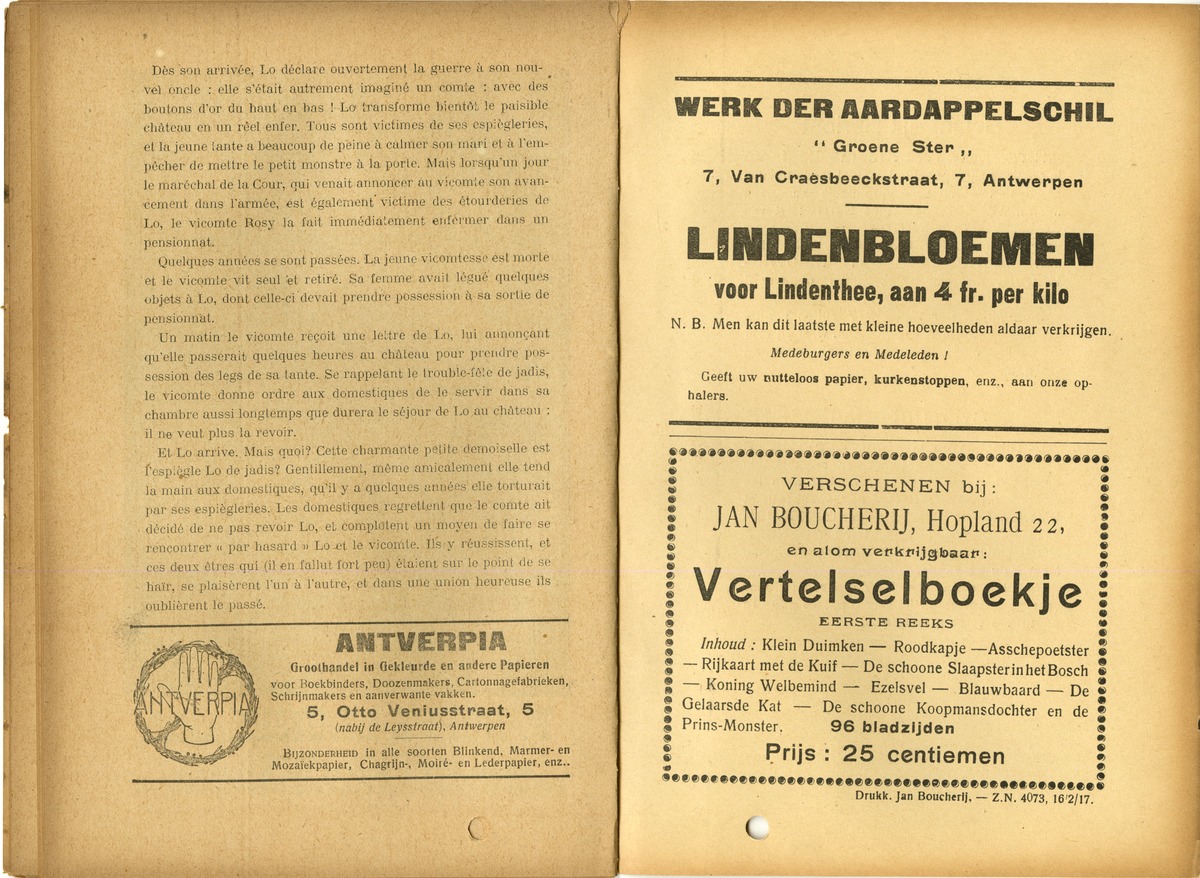 Dès son arrivée, Lo déclare ouvertement la guerre à son nou-
vel oncle : elle s'était autrement imaginé un comte : avec des
boutons d'or du haut en bas ! Lo transforme bientôt le paisible
château en un réel enfer. Tous sont victimes de ses espiègleries,
et la jeune tante a beaucoup de peine à calmer son mari et à l'em-
pêcher de mettre le petit monstre à la porte. Mais lorsqu'un jour
le maréchal de la Cour, qui venait annoncer au vicomte son avan-
cement dans l'armée, est également victime des étourderies de
Lo, le vicomte Rosy la fait immédiatement enfermer dans un
pensionnat.
Quelques années se sont passées. La jeune vicomtesse est morte
et le vicomte vit seul et retiré. Sa femme avait légué quelques
objets à Lo, dont celle-ci devait prendre possession à sa sortie de
pensionnat.
Un matin le vicomte reçoit une lettre de Lo, lui annonçant
qu'elle passerait quelques heures au château pour prendre pos-
session des legs de sa tante. Se rappelant le trouble-fête de jadis,
le vicomte donne ordre aux domestiques de le servir dans sa
chambre aussi longtemps que durera le séjour de Lo au château :
il ne veut plus la revoir.
Et Lo arrive. Mais quoi? Cette charmante petite demoiselle est
l'espiègle Lo de jadis? Gentillement, même amicalement elle tend
la main aux domestiques, qu'il y a quelques années elle torturait
par ses espiègleries. Les domestiques regrettent que le comte ait
décidé de ne pas revoir Lo, et complotent un moyen de faire se
rencontrer « par hasard » Lo et le vicomte. Ils y réussissent, et
ces deux êtres qui (il en fallut fort peu) étaient sur le point de se
haïr, se plaisèrent l'un à l'autre, et dans une union heureuse ils
oublièrent le passé.
ANTVERPIA
ANTVERPIA
Groothandel in Gekleurde en andere Papieren
voor Boekbinders, Doozenmakers, Cartonnagefabrieken,
Schrijnmakers en aanverwante vakken.
5, Otto Veniusstraat, 5
(nabij de Leysstraat), Antwerpen
BIJZONDERHEID in alle soorten Blinkend, Marmer- en
Mozaïekpapier, Chagrijn-, Moiré- en Lederpapier, enz..
WERK DER AARDAPPELSCHIL
“ Groene Ster „
7, Van Craesbeeckstraat, 7, Antwerpen
LINDENBLOEMEN
voor Lindenthee, aan 4 fr. per kilo
N. B. Men kan dit laatste met kleine hoeveelheden aldaar verkrijgen.
Medeburgers en Medeleden !
Geeft uw nutteloos papier, kurkenstoppen, enz., aan onze op-
halers.
VERSCHENEN bij :
JAN BOUCHERIJ, Hopland 22,
en alom verkrijgbaar :
Vertelselboekje
EERSTE REEKS
Inhoud : Klein Duimken — Roodkapje — Asschepoetster
— Rijkaart met de Kuif — De schoone Slaapster in het Bosch
— Koning Welbemind — Ezelsvel — Blauwbaard — De
Gelaarsde Kat — De schoone Koopmansdochter en de
Prins-Monster. 96 bladzijden
Prijs : 25 centiemen
Drukk. Jan Boucherij, — Z.N. 4073, 16/2/17.